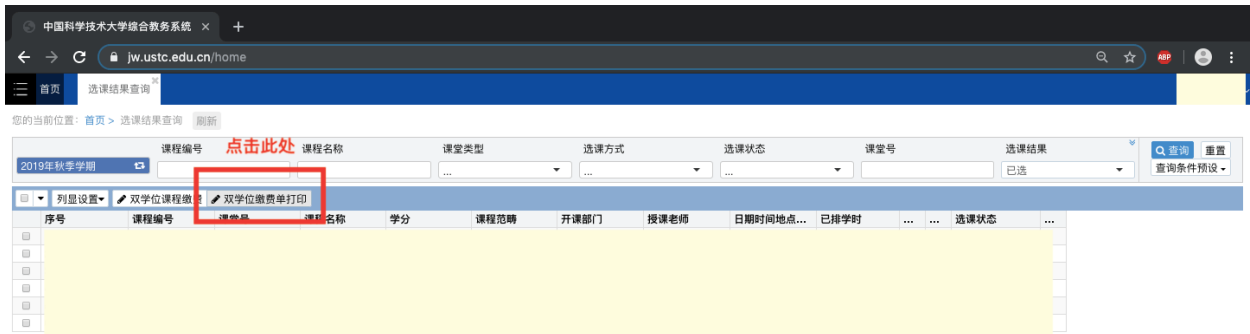 中国科学技术大学综合教务系统 × +
jw.ustc.edu.cn/home
ABP
首页 选课结果查询 ×
您的当前位置: 首页 > 选课结果查询 刷新
点击此处
课程编号 课程名称 课堂类型 选课方式 选课状态 课堂号 选课结果
查询 重置
2019年秋季学期 ... ... ... 已选
查询条件预设
列显设置 双学位课程缴费 双学位缴费单打印
序号 课程编号 课堂号 课程名称 学分 课程范畴 开课部门 授课老师 日期时间地点... 已排学时 ... ... 选课状态 ...